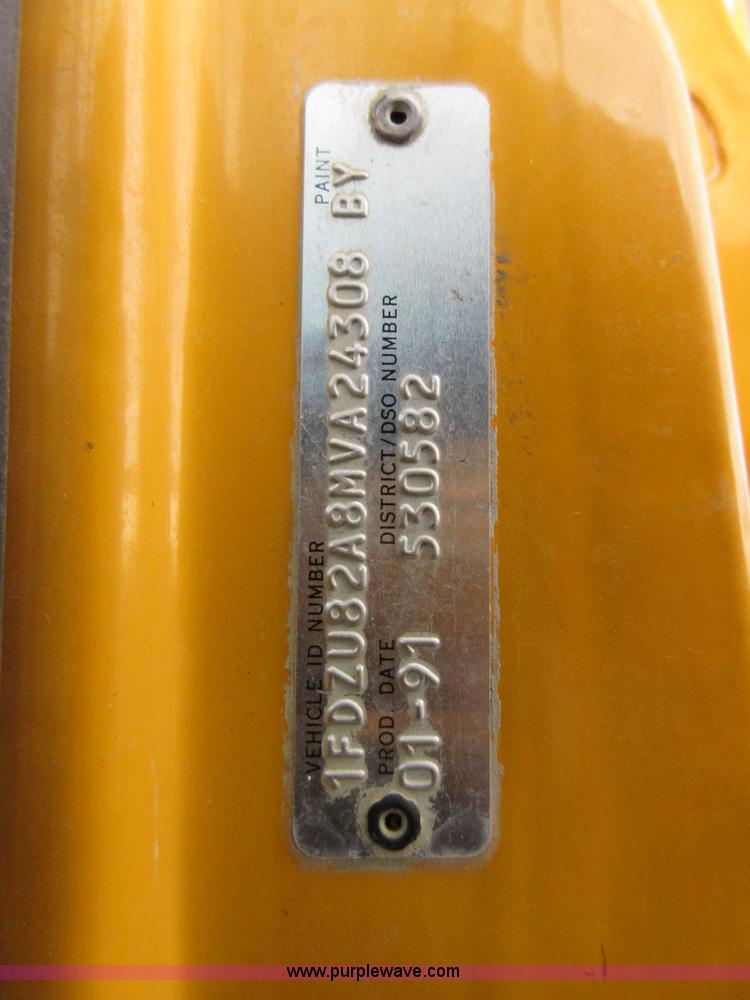 VEHICLE ID NUMBER PAINT
1FDZU82A8MVA24308 BY
PROD. DATE DISTRICT/DSO NUMBER
01-91 530582
www.purplewave.com